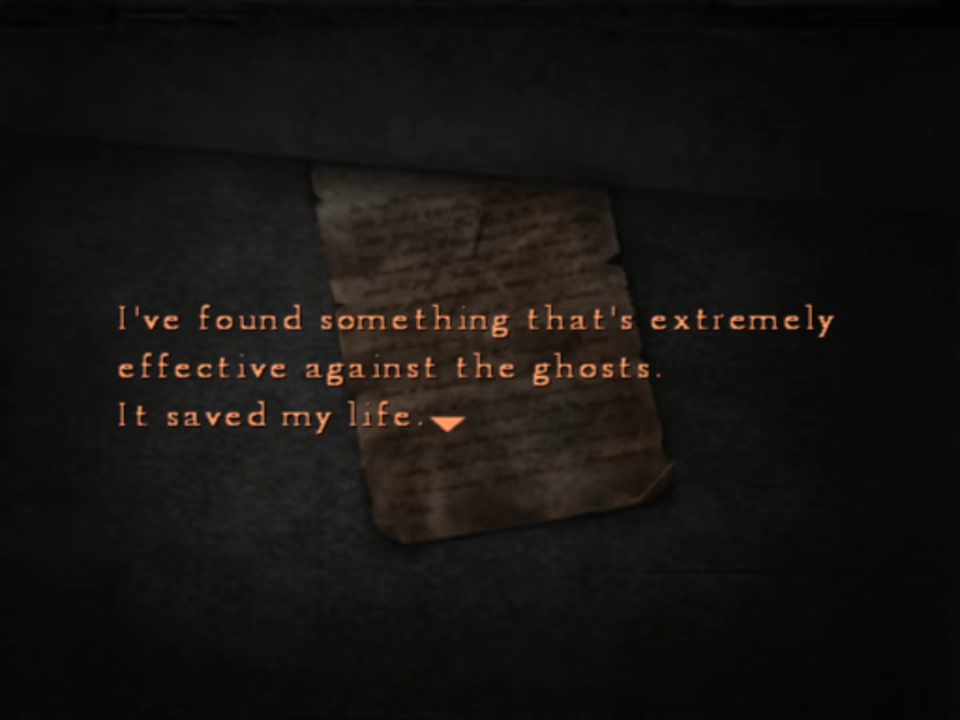 I've found something that's extremely
effective against the ghosts.
It saved my life.